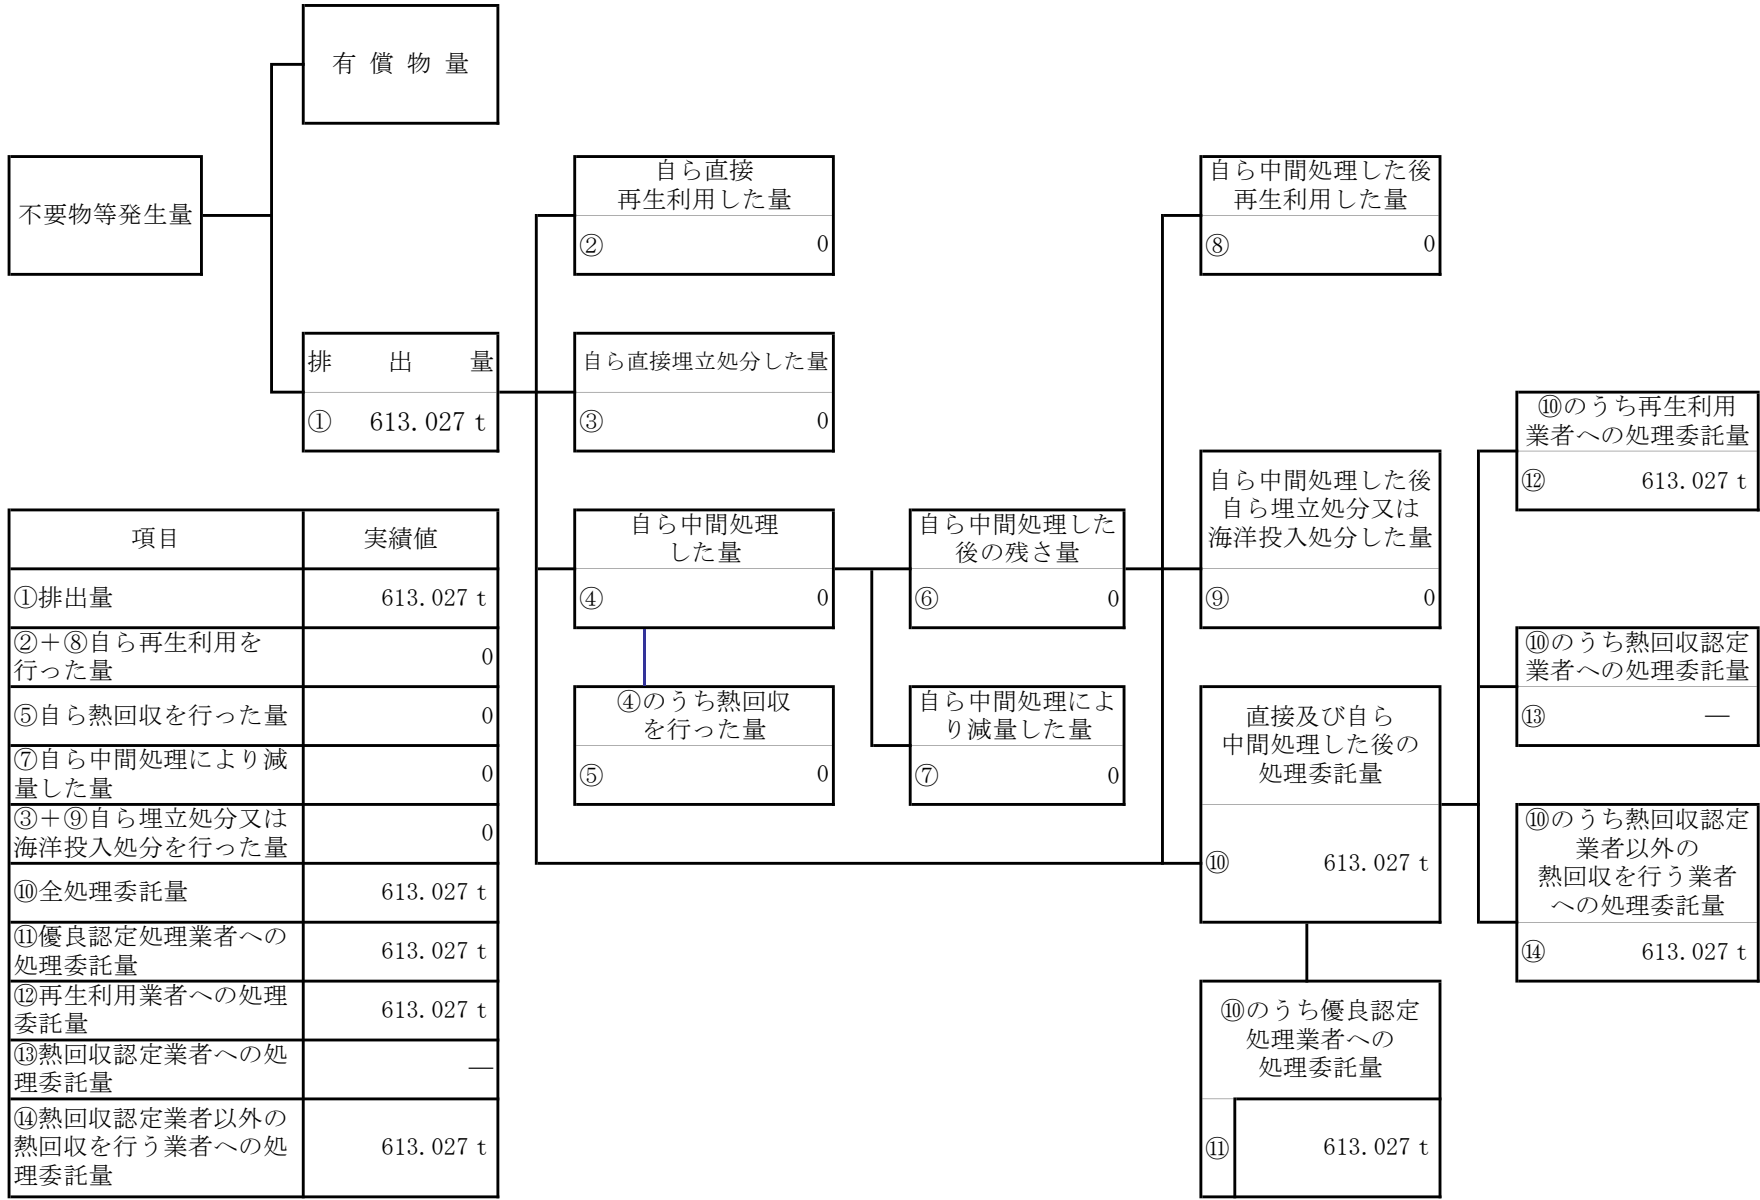 有償物量
不要物等発生量
排出量
① 613.027 t
自ら直接
再生利用した量
② 0
自ら直接埋立処分した量
③ 0
自ら中間処理
した量
④ 0
④のうち熱回収
を行った量
⑤ 0
自ら中間処理した
後の残さ量
⑥ 0
自ら中間処理によ
り減量した量
⑦ 0
自ら中間処理した後
再生利用した量
⑧ 0
自ら中間処理した後
自ら埋立処分又は
海洋投入処分した量
⑨ 0
直接及び自ら
中間処理した後の
処理委託量
⑩ 613.027 t
⑩のうち優良認定
処理業者への
処理委託量
⑪ 613.027 t
⑩のうち再生利用
業者への処理委託量
⑫ 613.027 t
⑩のうち熱回収認定
業者への処理委託量
⑬ ―
⑩のうち熱回収認定
業者以外の
熱回収を行う業者
への処理委託量
⑭ 613.027 t
項目 実績値
①排出量 613.027 t
②+⑧自ら再生利用を
行った量 0
⑤自ら熱回収を行った量 0
⑦自ら中間処理により減
量した量 0
③+⑨自ら埋立処分又は
海洋投入処分を行った量 0
⑩全処理委託量 613.027 t
⑪優良認定処理業者への
処理委託量 613.027 t
⑫再生利用業者への処理
委託量 613.027 t
⑬熱回収認定業者への処
理委託量 ―
⑭熱回収認定業者以外の
熱回収を行う業者への処
理委託量 613.027 t